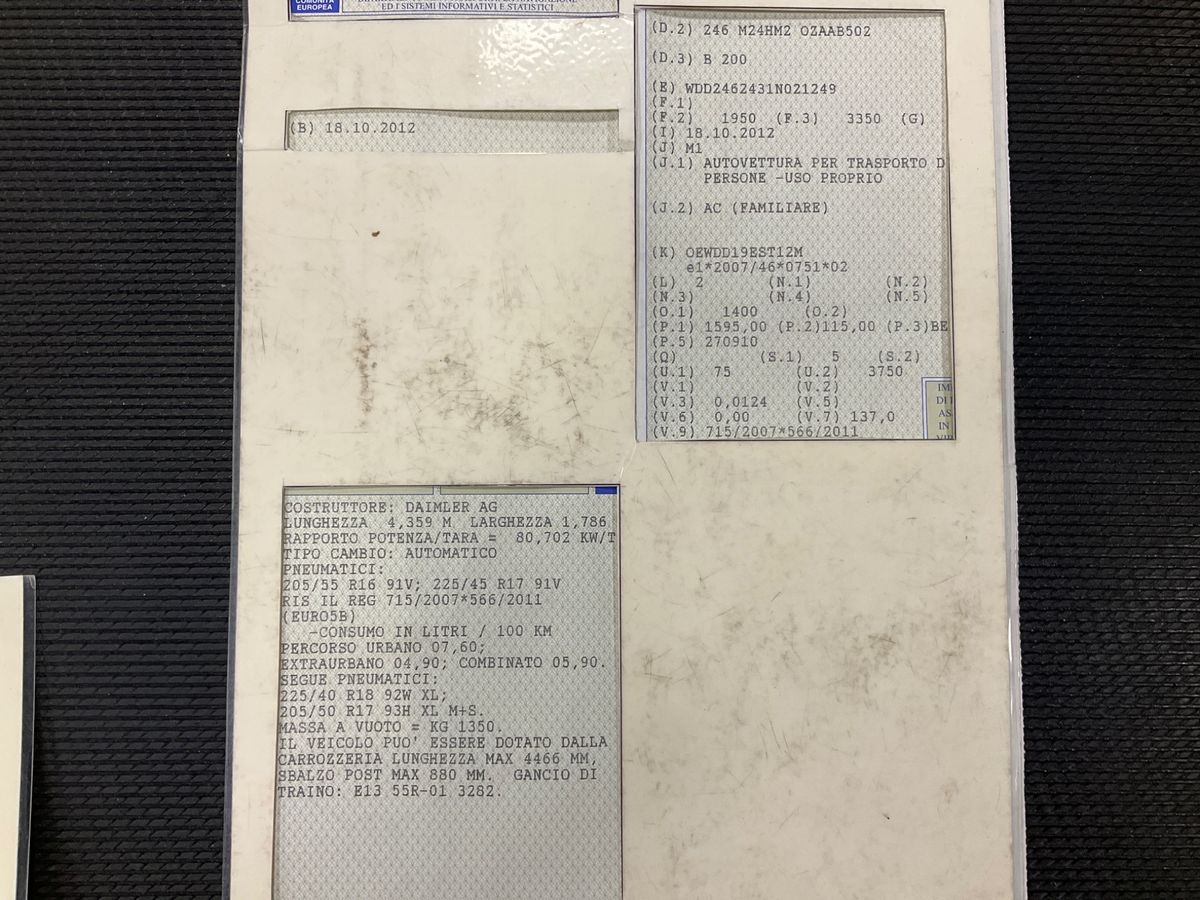 COMUNITÀ
EUROPEA
ED I SISTEMI INFORMATIVI E STATISTICI
(B) 18.10.2012
(D.2) 246 M24HM2 OZAAB502
(D.3) B 200
(E) WDD2462431N021249
(F.1)
(F.2) 1950 (F.3) 3350 (G)
(I) 18.10.2012
(J) M1
(J.1) AUTOVETTURA PER TRASPORTO D
PERSONE -USO PROPRIO
(J.2) AC (FAMILIARE)
(K) OEWDD19EST12M
e1*2007/46*0751*02
(L) 2 (N.1) (N.2)
(N.3) (N.4) (N.5)
(O.1) 1400 (O.2)
(P.1) 1595,00 (P.2)115,00 (P.3)BE
(P.5) 270910
(Q) (S.1) 5 (S.2)
(U.1) 75 (U.2) 3750
(V.1) (V.2)
(V.3) 0,0124 (V.5)
(V.6) 0,00 (V.7) 137,0
(V.9) 715/2007*566/2011
IM
DI
AS
IN
COSTRUTTORE: DAIMLER AG
LUNGHEZZA 4,359 M LARGHEZZA 1,786
RAPPORTO POTENZA/TARA = 80,702 KW/T
TIPO CAMBIO: AUTOMATICO
PNEUMATICI:
205/55 R16 91V; 225/45 R17 91V
RIS IL REG 715/2007*566/2011
(EURO5B)
-CONSUMO IN LITRI / 100 KM
PERCORSO URBANO 07,60;
EXTRAURBANO 04,90; COMBINATO 05,90.
SEGUE PNEUMATICI:
225/40 R18 92W XL;
205/50 R17 93H XL M+S.
MASSA A VUOTO = KG 1350.
IL VEICOLO PUO' ESSERE DOTATO DALLA
CARROZZERIA LUNGHEZZA MAX 4466 MM,
SBALZO POST MAX 880 MM. GANCIO DI
TRAINO: E13 55R-01 3282.